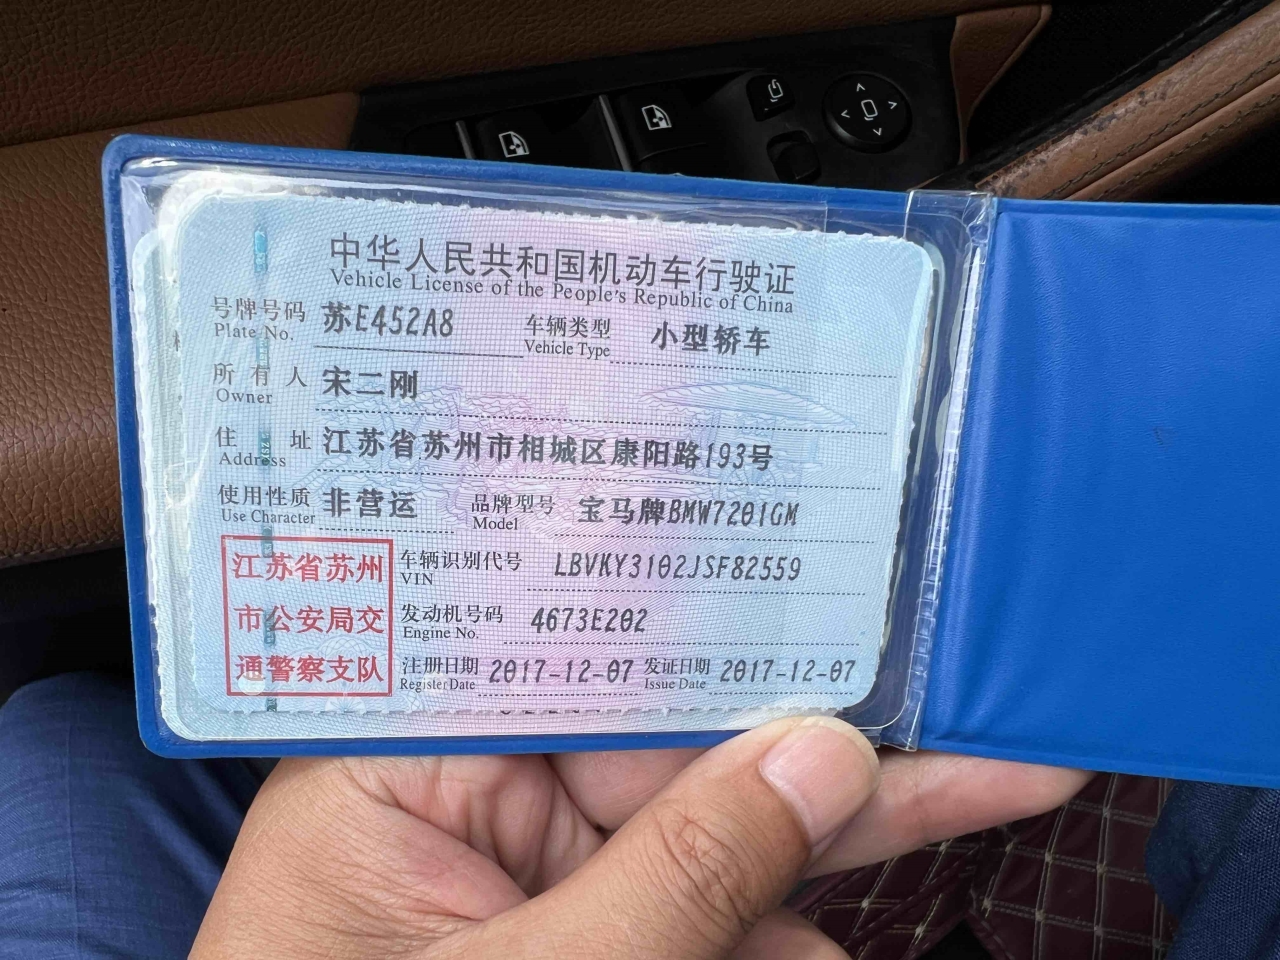 中华人民共和国机动车行驶证
Vehicle License of the People's Republic of China
号牌号码 苏E452A8 车辆类型 小型轿车
Plate No. Vehicle Type
所有人 宋二刚
Owner
住址 江苏省苏州市相城区康阳路193号
Address
使用性质 非营运 品牌型号 宝马牌BMW7201GM
Use Character Model
江苏省苏州 车辆识别代号 LBVKY3102JSF82559
VIN
市公安局交 发动机号码 4673E202
Engine No.
通警察支队 注册日期 2017-12-07 发证日期 2017-12-07
Register Date Issue Date